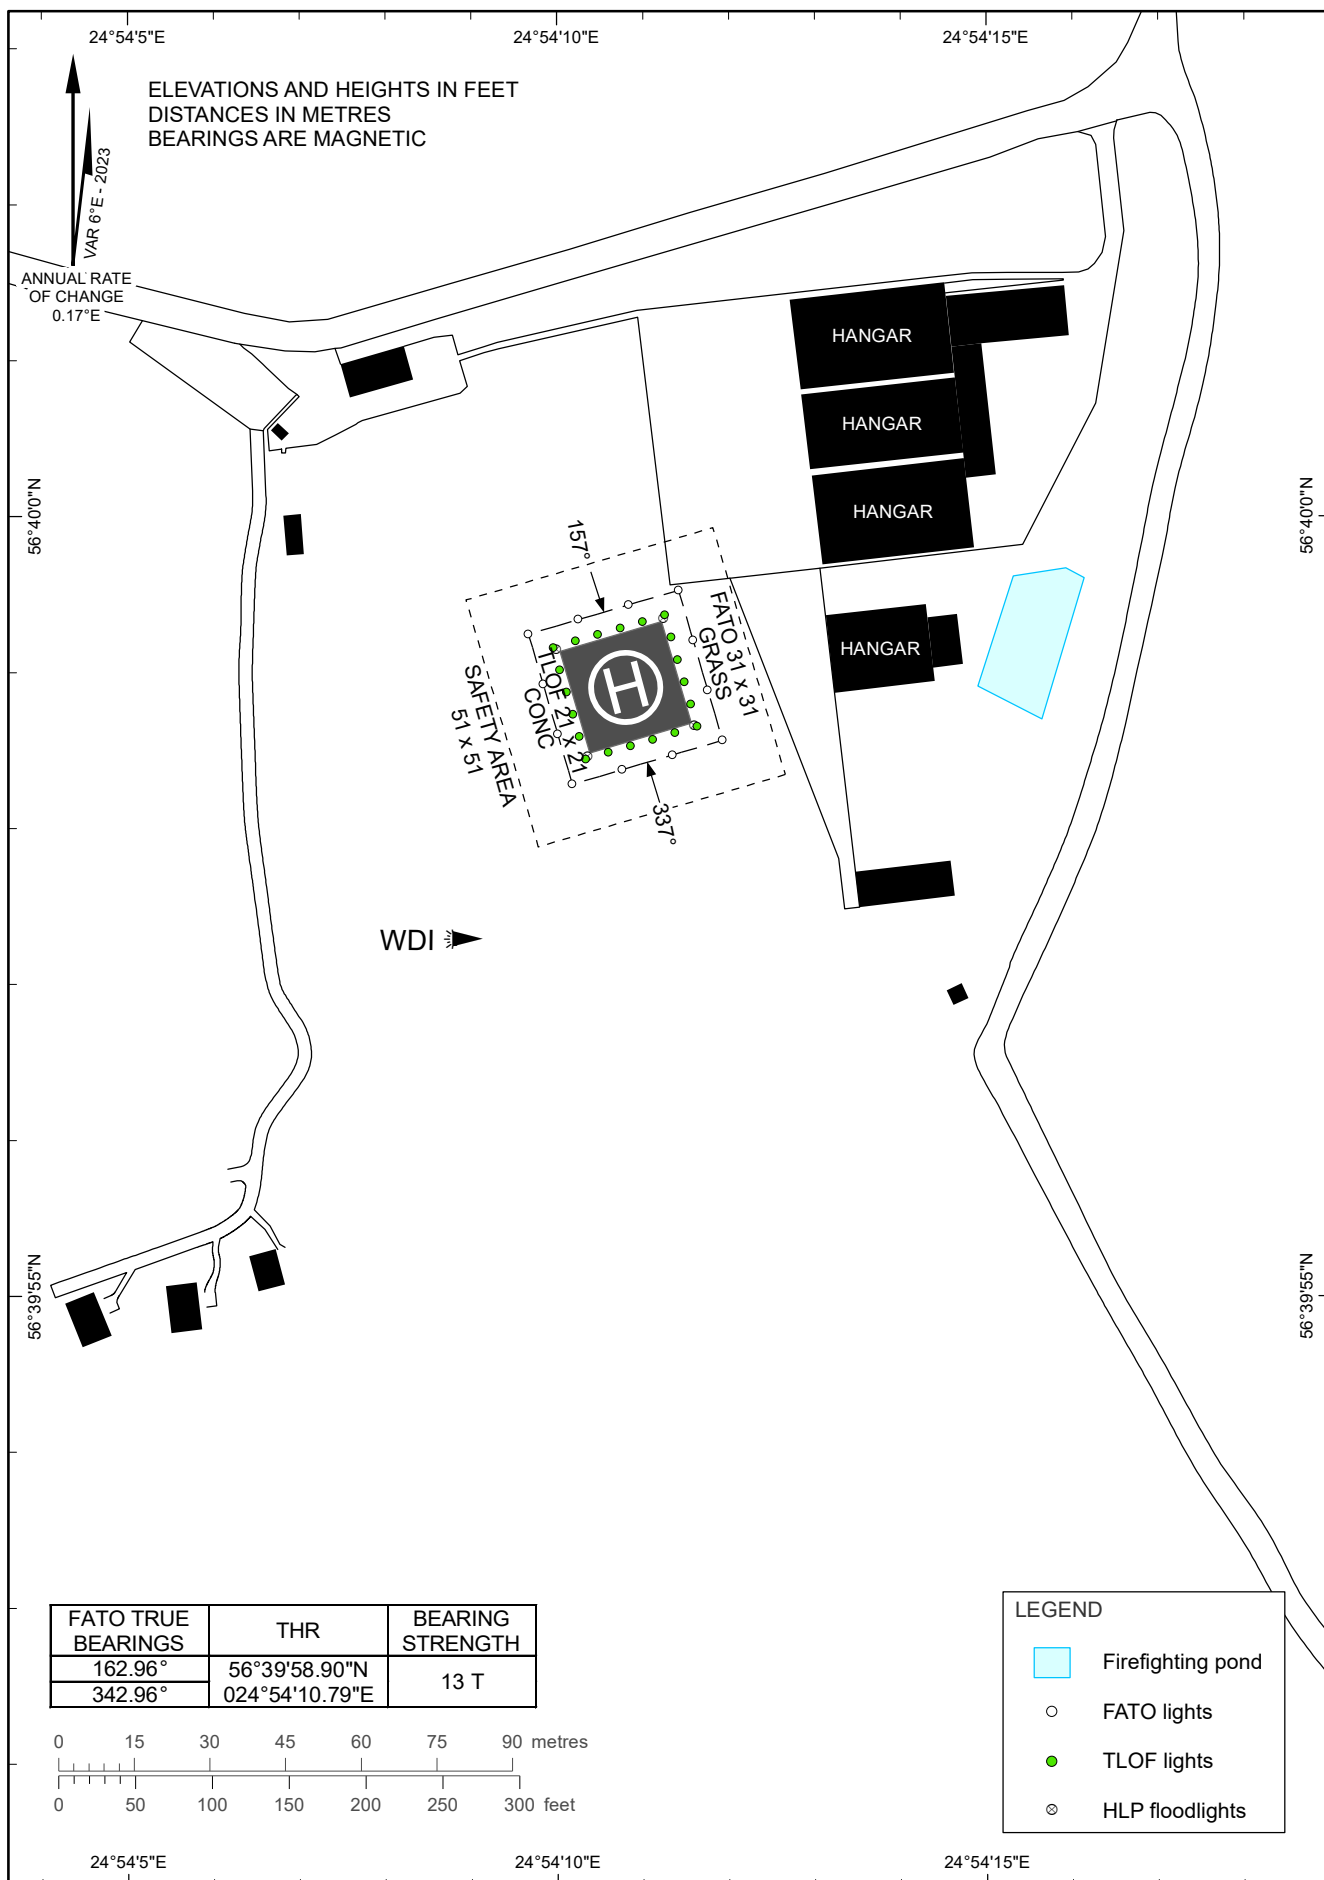 24°54'5"E
24°54'10"E
24°54'15"E
ELEVATIONS AND HEIGHTS IN FEET
DISTANCES IN METRES
BEARINGS ARE MAGNETIC
VAR 6°E - 2023
ANNUAL RATE
OF CHANGE
0.17°E
HANGAR
HANGAR
HANGAR
HANGAR
56°40'0"N
56°40'0"N
157°
FATO 31 x 31
GRASS
H
TLOF 21 x 21
CONC
SAFETY AREA
51 x 51
337°
WDI
56°39'55"N
56°39'55"N
FATO TRUE
BEARINGS
THR
BEARING
STRENGTH
162.96°
342.96°
56°39'58.90"N
024°54'10.79"E
13 T
0 15 30 45 60 75 90 metres
0 50 100 150 200 250 300 feet
LEGEND
Firefighting pond
FATO lights
TLOF lights
HLP floodlights
24°54'5"E
24°54'10"E
24°54'15"E